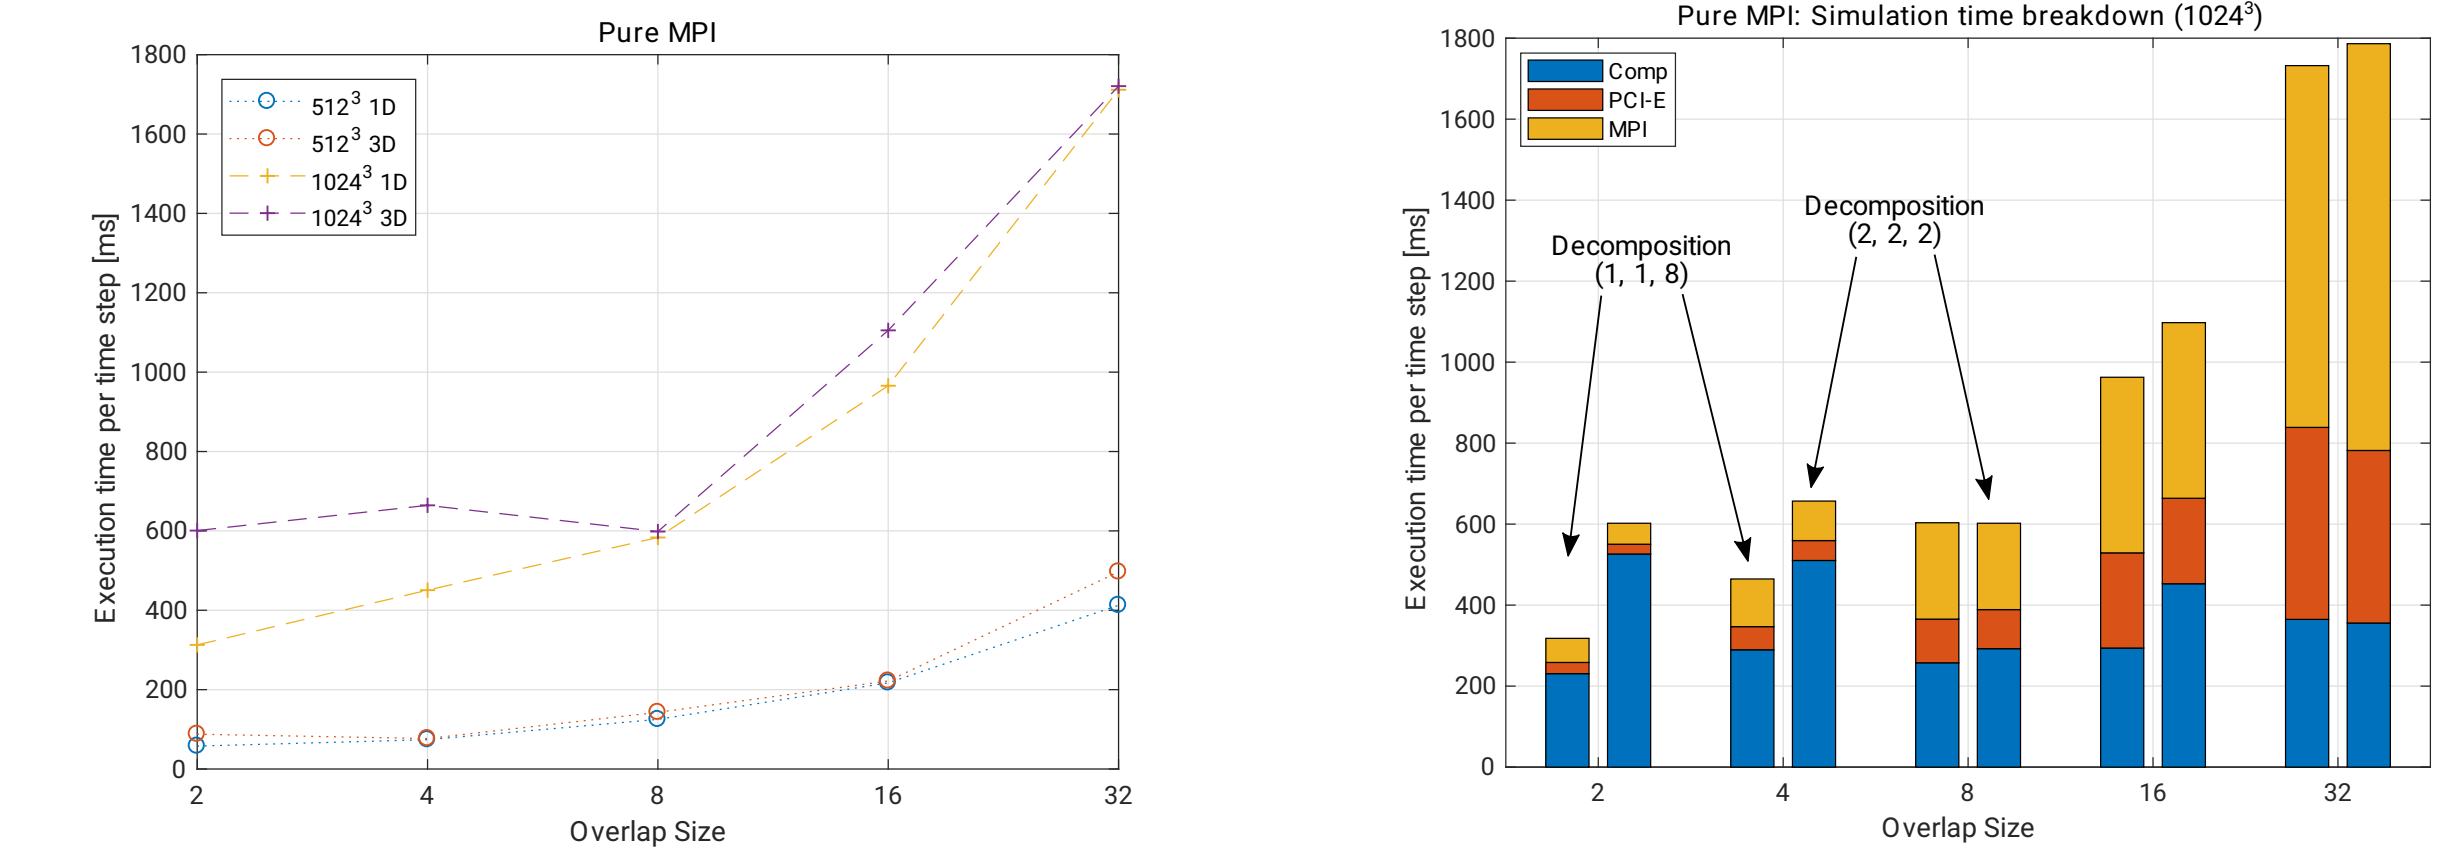 Pure MPI
1800
1600
1400
1200
1000
800
600
400
200
0
2 4 8 16 32
Overlap Size
Execution time per time step [ms]
512³ 1D
512³ 3D
1024³ 1D
1024³ 3D
Pure MPI: Simulation time breakdown (1024³)
1800
1600
1400
1200
1000
800
600
400
200
0
2 4 8 16 32
Overlap Size
Execution time per time step [ms]
Comp
PCI-E
MPI
Decomposition
(1, 1, 8)
Decomposition
(2, 2, 2)